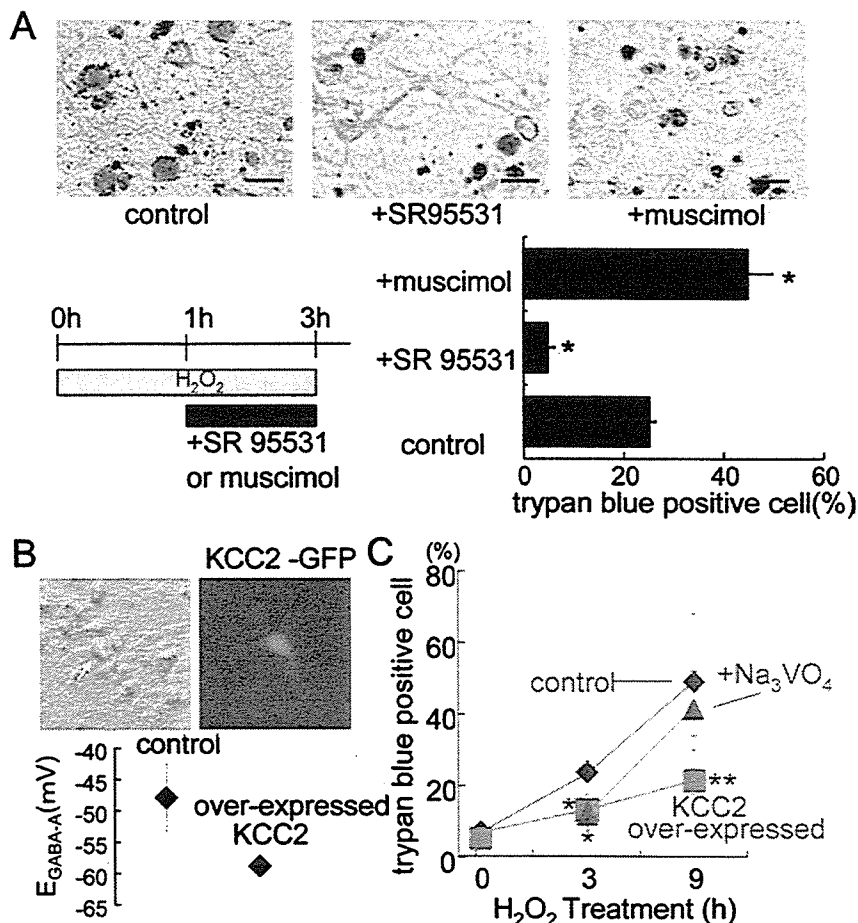 A
control
+SR95531
+muscimol
0h 1h 3h
H₂O₂
+SR 95531
or muscimol
+muscimol
*
+SR 95531
*
control
0 20 40 60
trypan blue positive cell(%)
B
KCC2 -GFP
control
over-expressed
KCC2
-40
-45
-50
-55
-60
-65
E GABA-A (mV)
C
(%)
80
60
40
20
0
trypan blue positive cell
control
+Na₃VO₄
*
*
**
KCC2
over-expressed
0 3 9
H₂O₂ Treatment (h)